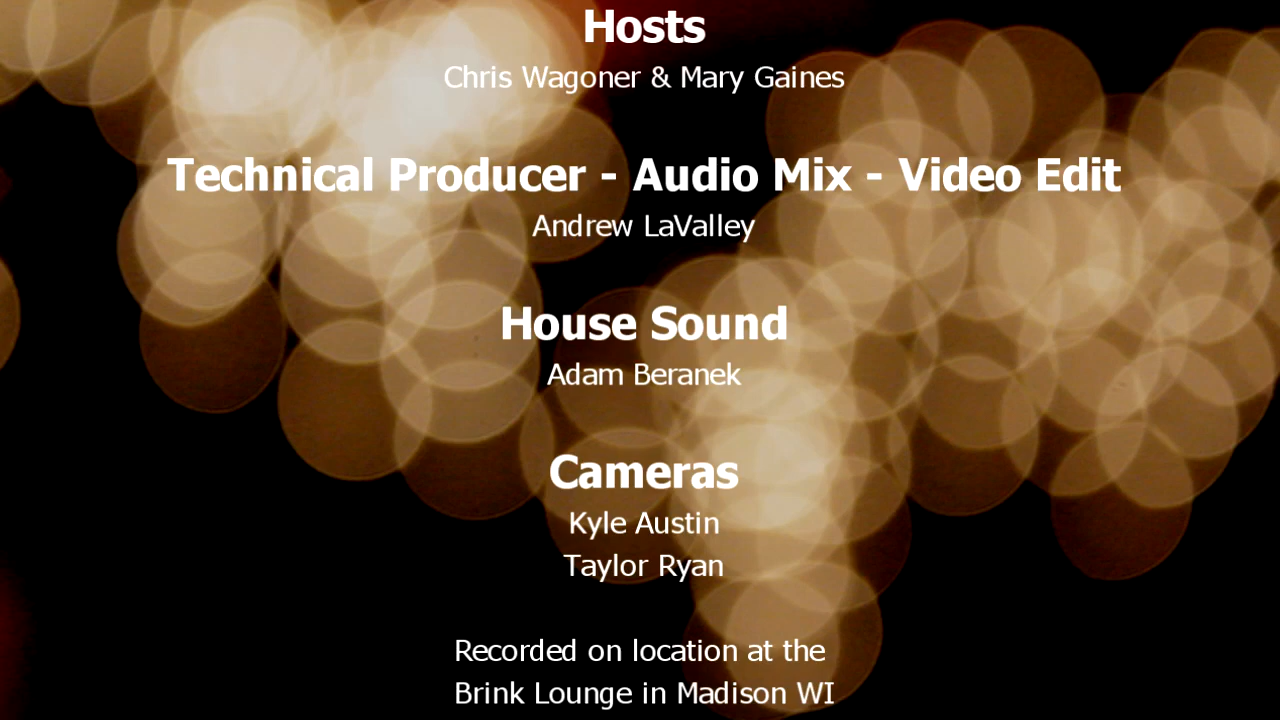 Hosts
Chris Wagoner & Mary Gaines
Technical Producer - Audio Mix - Video Edit
Andrew LaValley
House Sound
Adam Beranek
Cameras
Kyle Austin
Taylor Ryan
Recorded on location at the
Brink Lounge in Madison WI